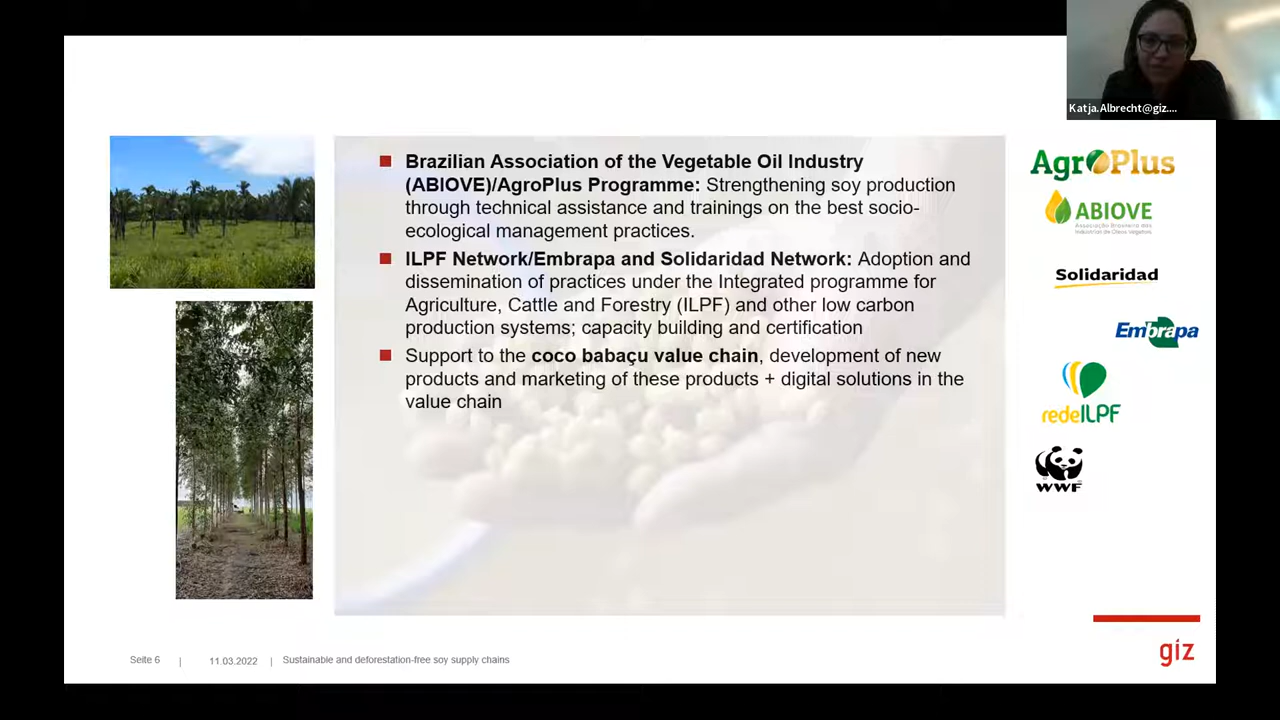 Katja.Albrecht@giz....
Brazilian Association of the Vegetable Oil Industry
(ABIOVE)/AgroPlus Programme: Strengthening soy production
through technical assistance and trainings on the best socio-
ecological management practices.
ILPF Network/Embrapa and Solidaridad Network: Adoption and
dissemination of practices under the Integrated programme for
Agriculture, Cattle and Forestry (ILPF) and other low carbon
production systems; capacity building and certification
Support to the coco babaçu value chain, development of new
products and marketing of these products + digital solutions in the
value chain
AgroPlus
ABIOVE
Associação Brasileira das
Indústrias de Óleos Vegetais
Solidaridad
Embrapa
redeILPF
WWF
Seite 6 | 11.03.2022 | Sustainable and deforestation-free soy supply chains
giz